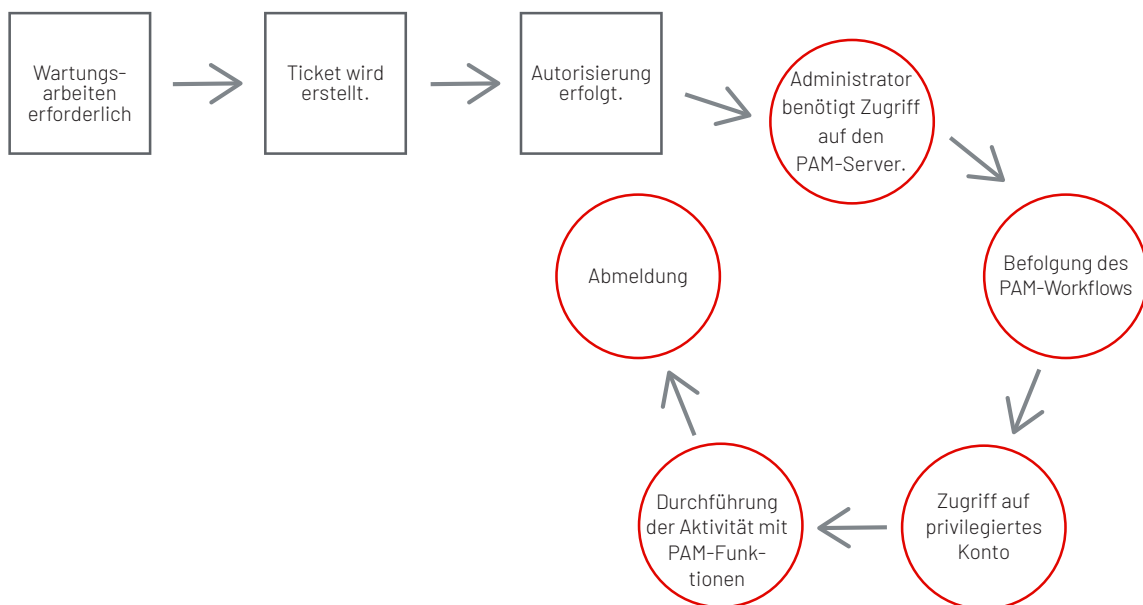 Wartungs-
arbeiten
erforderlich
Ticket wird
erstellt.
Autorisierung
erfolgt.
Administrator
benötigt Zugriff
auf den
PAM-Server.
Befolgung des
PAM-Workflows
Zugriff auf
privilegiertes
Konto
Durchführung
der Aktivität mit
PAM-Funk-
tionen
Abmeldung